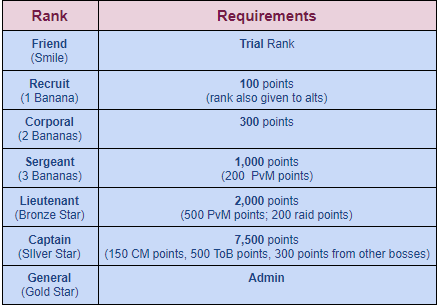 Rank Requirements
Friend
(Smile)
Trial Rank
Recruit
(1 Banana)
100 points
(rank also given to alts)
Corporal
(2 Bananas)
300 points
Sergeant
(3 Bananas)
1,000 points
(200 PvM points)
Lieutenant
(Bronze Star)
2,000 points
(500 PvM points; 200 raid points)
Captain
(SIlver Star)
7,500 points
(150 CM points, 500 ToB points, 300 points from other bosses)
General
(Gold Star)
Admin